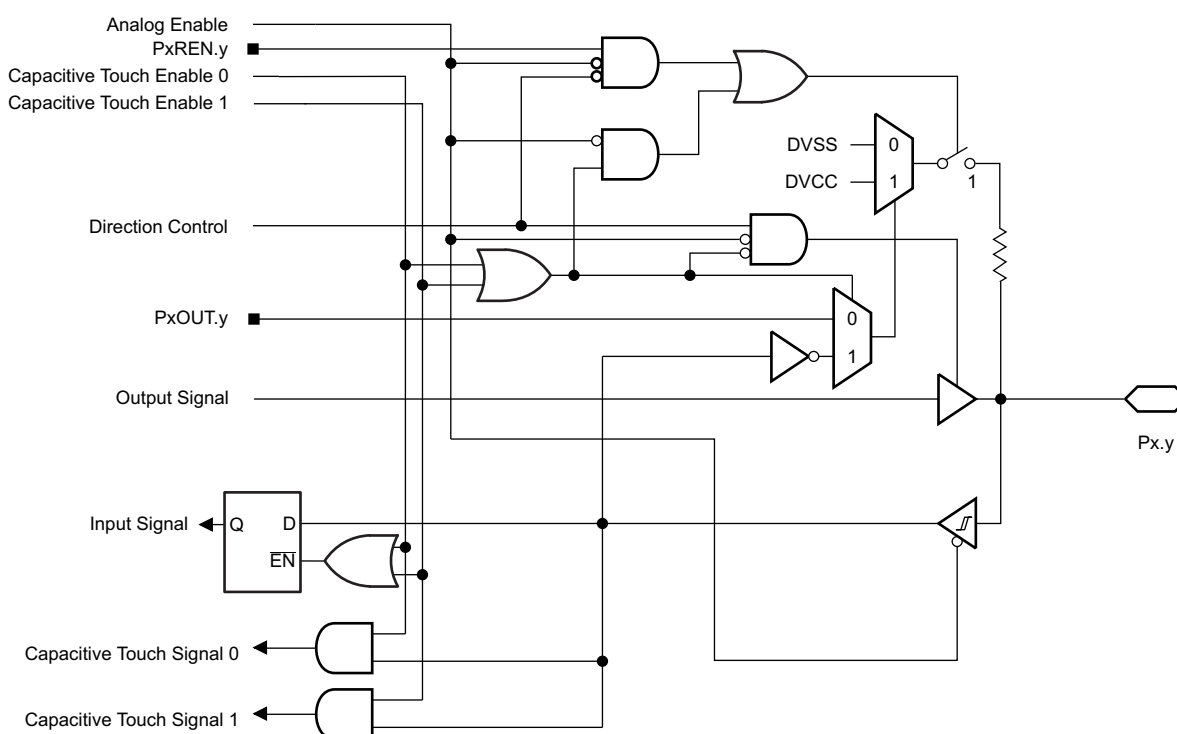 Analog Enable
PxREN.y
Capacitive Touch Enable 0
Capacitive Touch Enable 1
DVSS
0
DVCC
1
1
Direction Control
PxOUT.y
0
1
Output Signal
Px.y
Input Signal
Q
D
EN
Capacitive Touch Signal 0
Capacitive Touch Signal 1